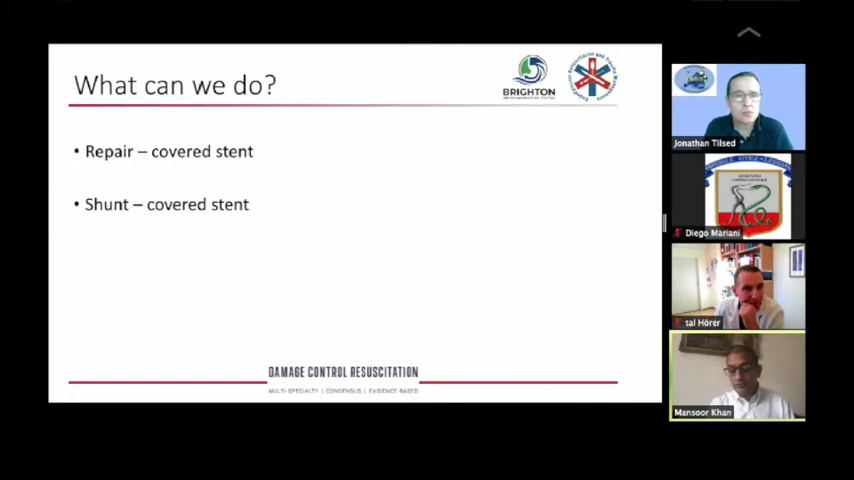 What can we do?
BRIGHTON
• Repair – covered stent
• Shunt – covered stent
DAMAGE CONTROL RESUSCITATION
MULTI-SPECIALTY | CONSENSUS | EVIDENCE BASED
Jonathan Tilsed
Diego Mariani
tal Hörer
Mansoor Khan